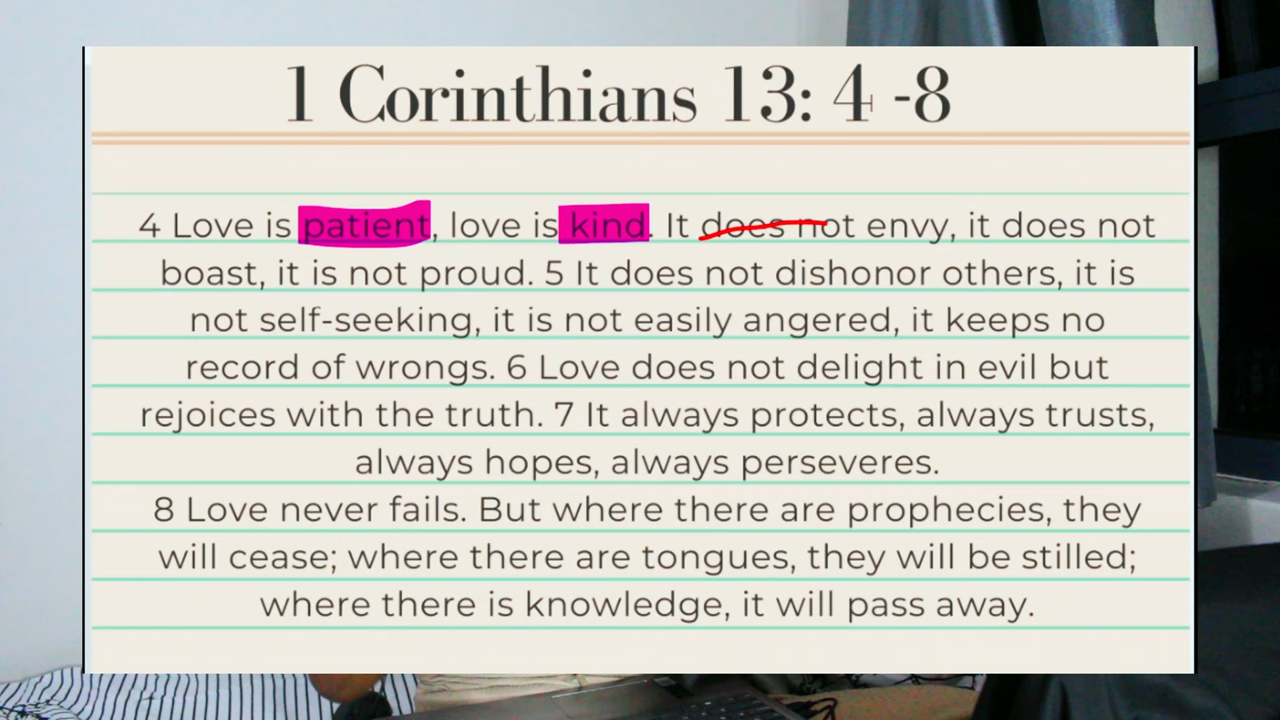 1 Corinthians 13: 4 -8
4 Love is patient, love is kind. It does not envy, it does not
boast, it is not proud. 5 It does not dishonor others, it is
not self-seeking, it is not easily angered, it keeps no
record of wrongs. 6 Love does not delight in evil but
rejoices with the truth. 7 It always protects, always trusts,
always hopes, always perseveres.
8 Love never fails. But where there are prophecies, they
will cease; where there are tongues, they will be stilled;
where there is knowledge, it will pass away.